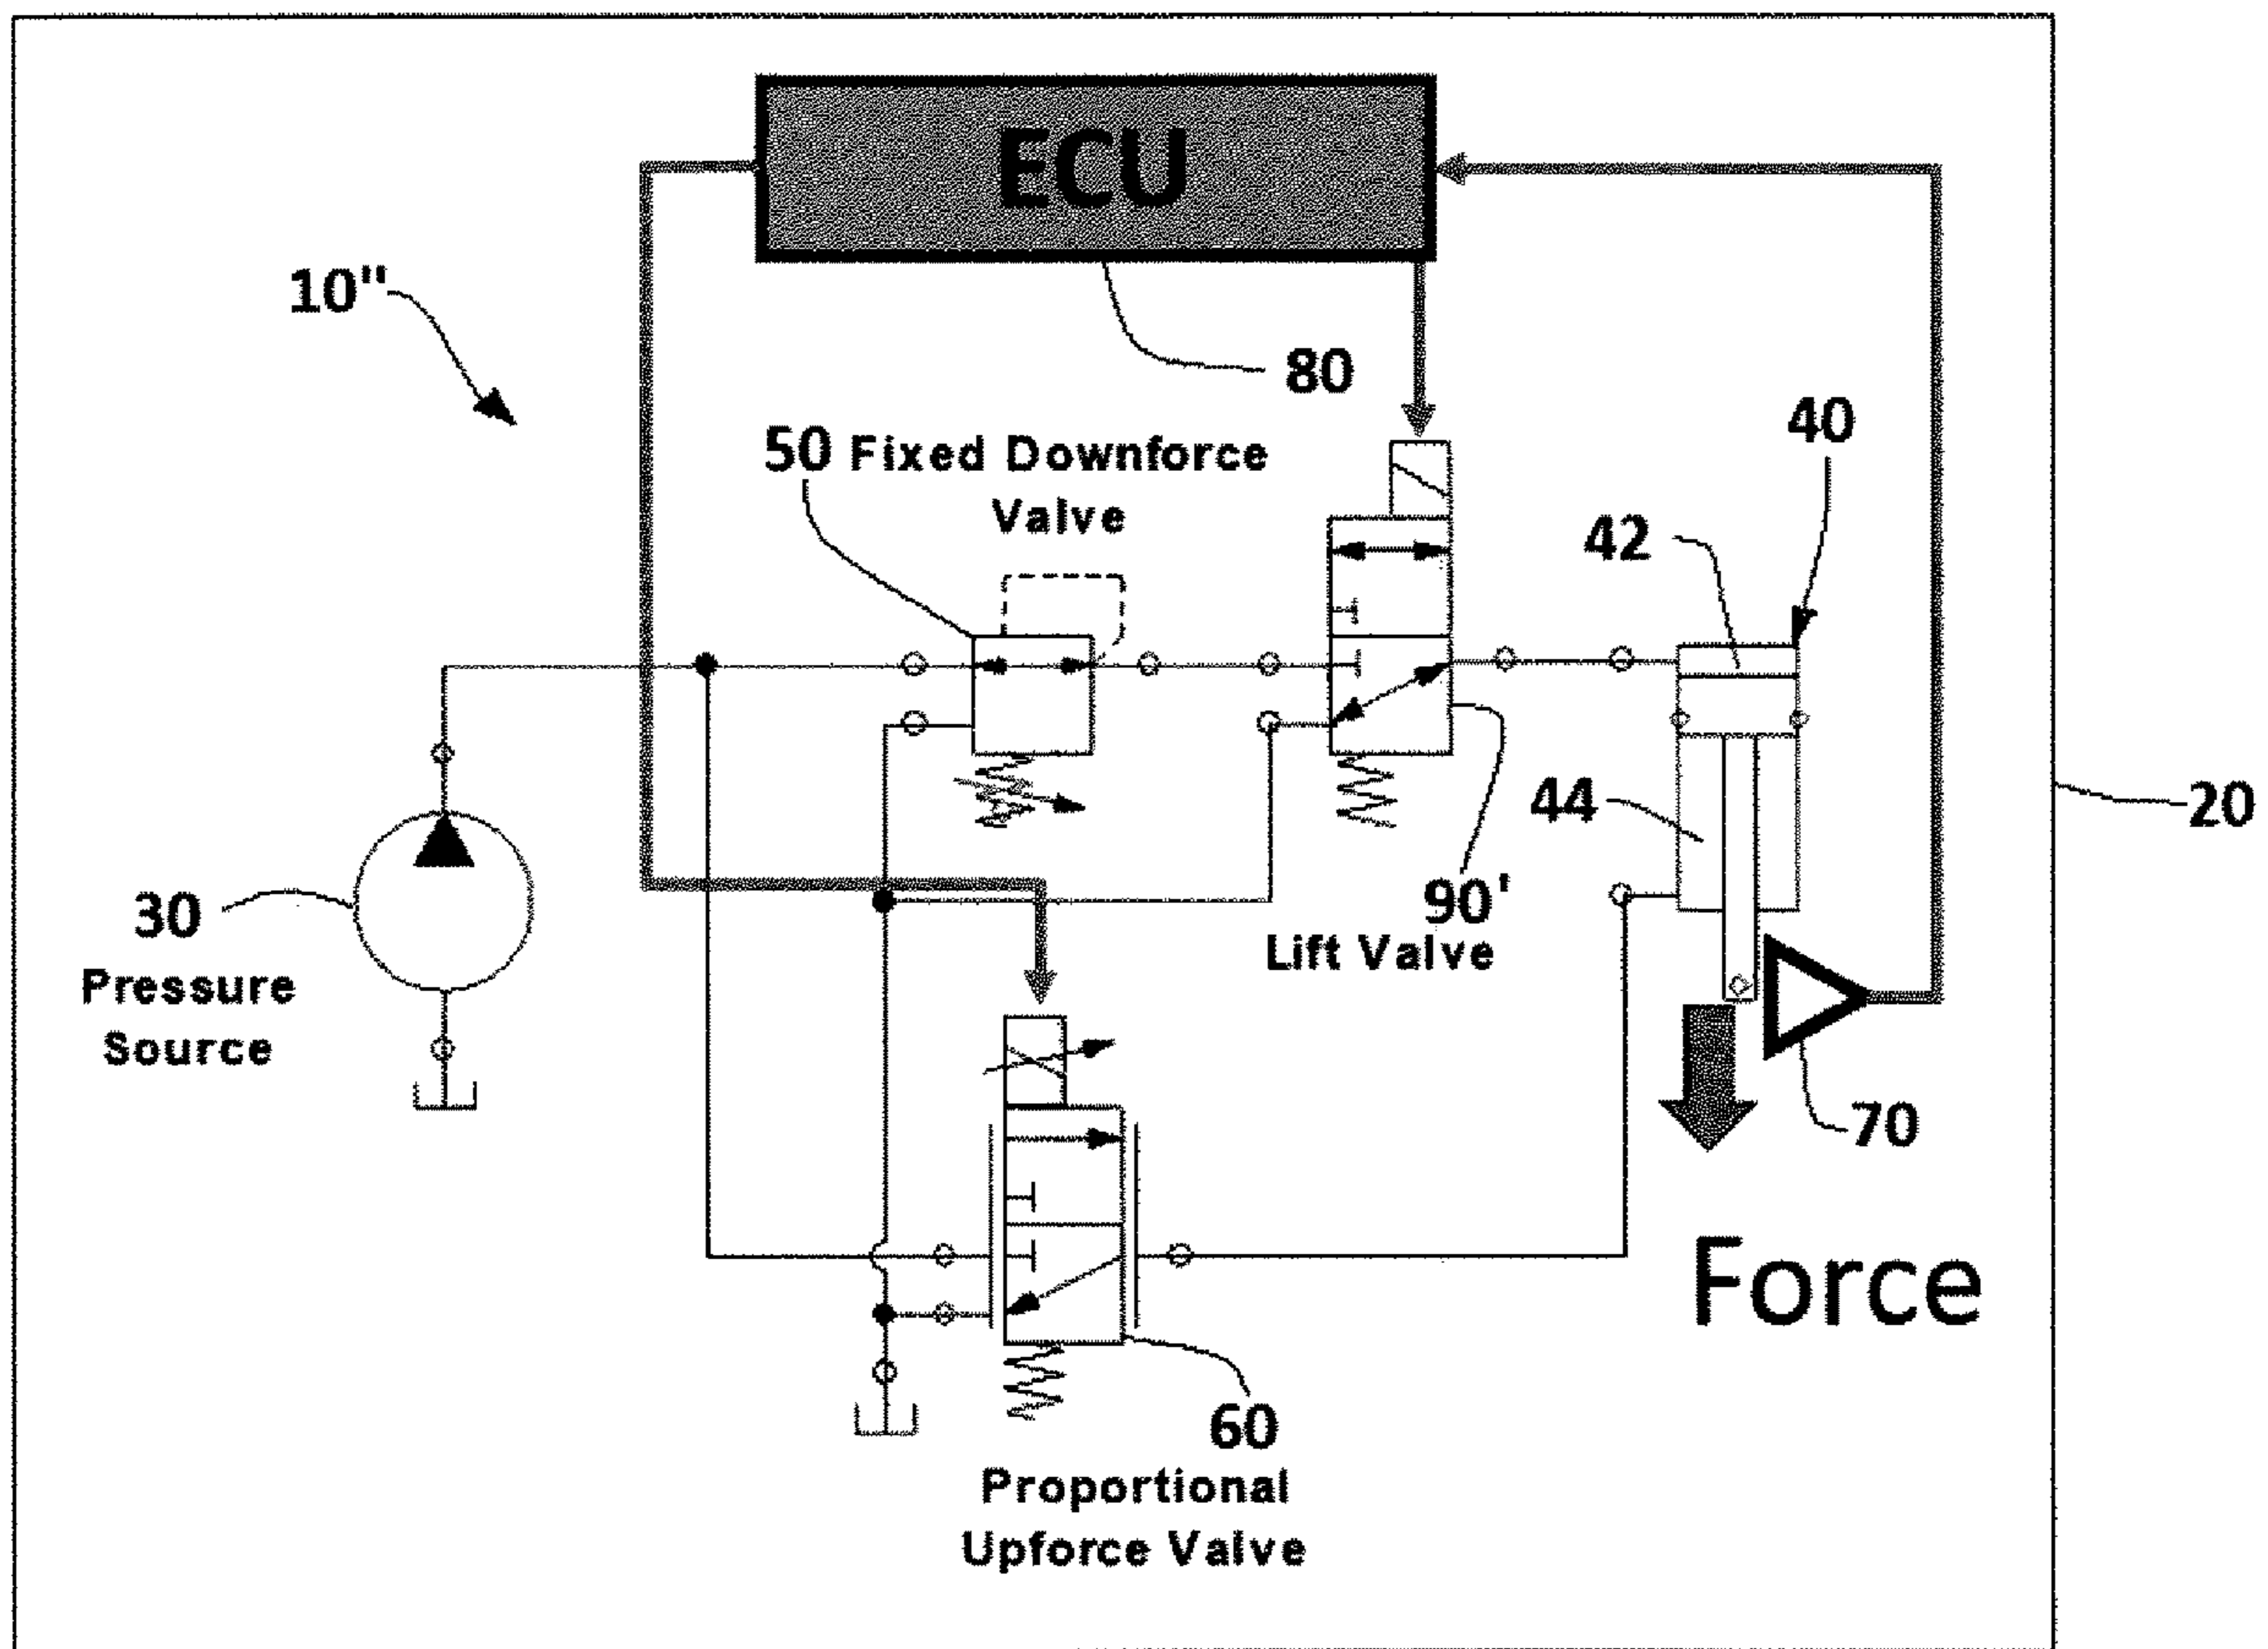 ECU
10"
80
40
50 Fixed Downforce
Valve
42
44
20
30
Pressure
Source
90'
Lift Valve
70
Force
60
Proportional
Upforce Valve